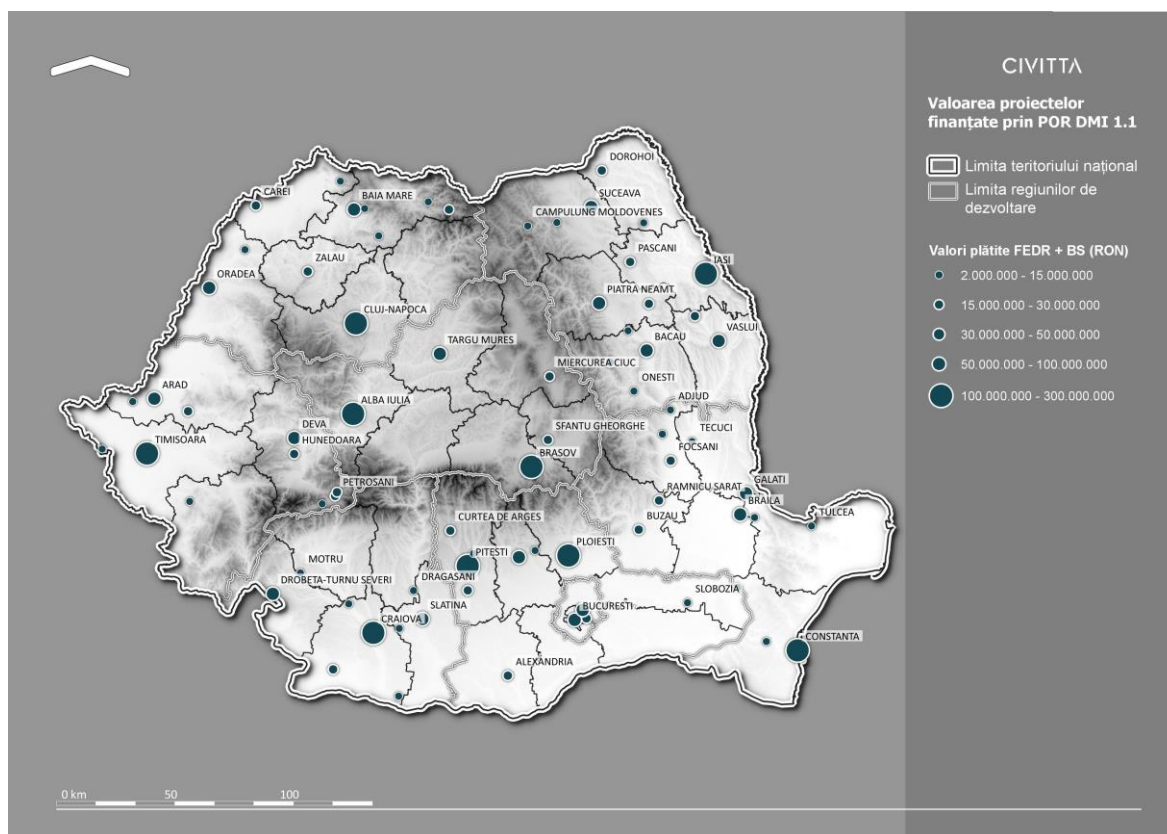 CIVITTA
Valoarea proiectelor
finanțate prin POR DMI 1.1
Limita teritoriului național
Limita regiunilor de
dezvoltare
Valori plătite FEDR + BS (RON)
2.000.000 - 15.000.000
15.000.000 - 30.000.000
30.000.000 - 50.000.000
50.000.000 - 100.000.000
100.000.000 - 300.000.000
DOROHOI
CAREI
BAIA MARE
SUCEAVA
CAMPULUNG MOLDOVENES
PASCANI
ZALAU
IASI
ORADEA
PIATRA NEAMT
CLUJ-NAPOCA
VASLUI
TARGU MURES
BACAU
MIERCUREA CIUC
ONESTI
ARAD
ALBA IULIA
ADJUD
DEVA
SFANTU GHEORGHE
TECUCI
TIMISOARA
HUNEDOARA
FOCSANI
BRASOV
PETROSANI
GALATI
RAMNICU SARAT
BRAILA
CURTEA DE ARGES
BUZAU
TULCEA
PLOIESTI
PITESTI
MOTRU
DROBETA-TURNU SEVERI
DRAGASANI
SLOBOZIA
SLATINA
BUCURESTI
CRAIOVA
CONSTANTA
ALEXANDRIA
0 km 50 100